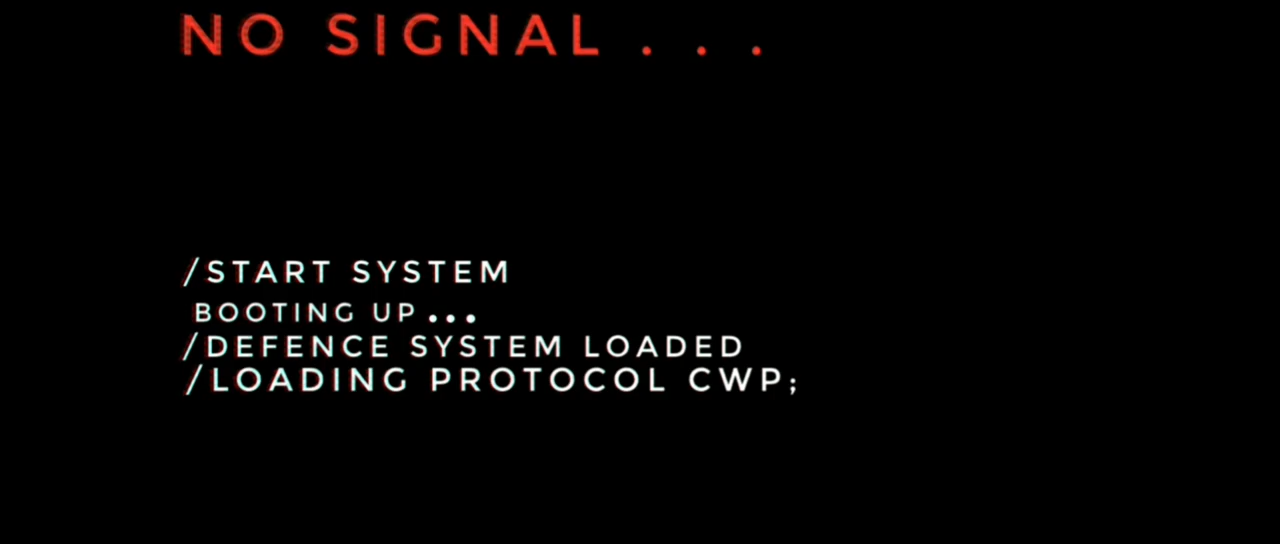 NO SIGNAL . . .
/START SYSTEM
BOOTING UP...
/DEFENCE SYSTEM LOADED
/LOADING PROTOCOL CWP;